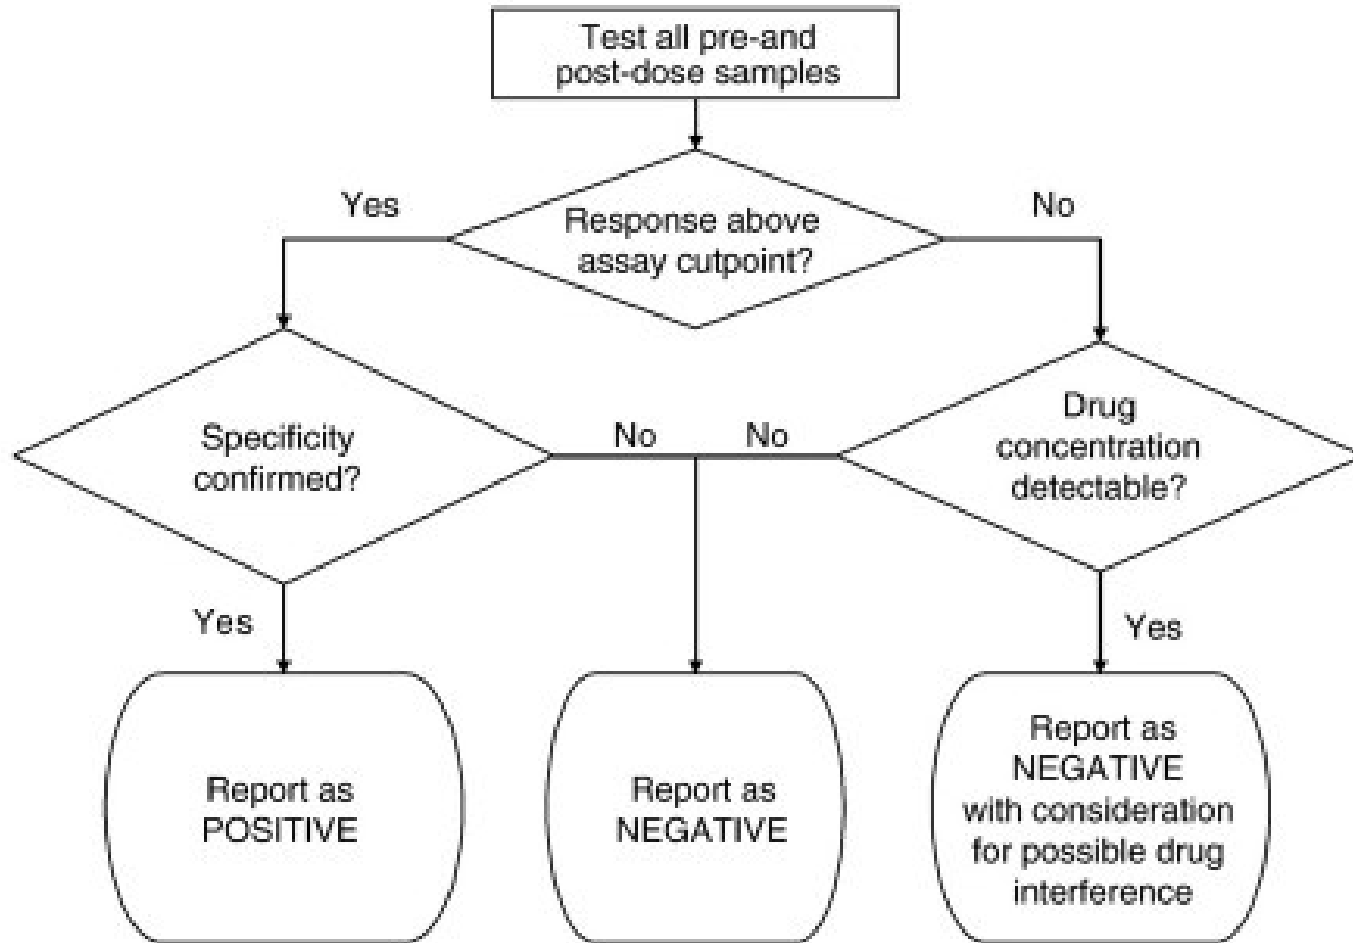 Test all pre-and
post-dose samples
Yes
No
Response above
assay cutpoint?
Specificity
confirmed?
No
No
Drug
concentration
detectable?
Yes
Yes
Report as
POSITIVE
Report as
NEGATIVE
Report as
NEGATIVE
with consideration
for possible drug
interference